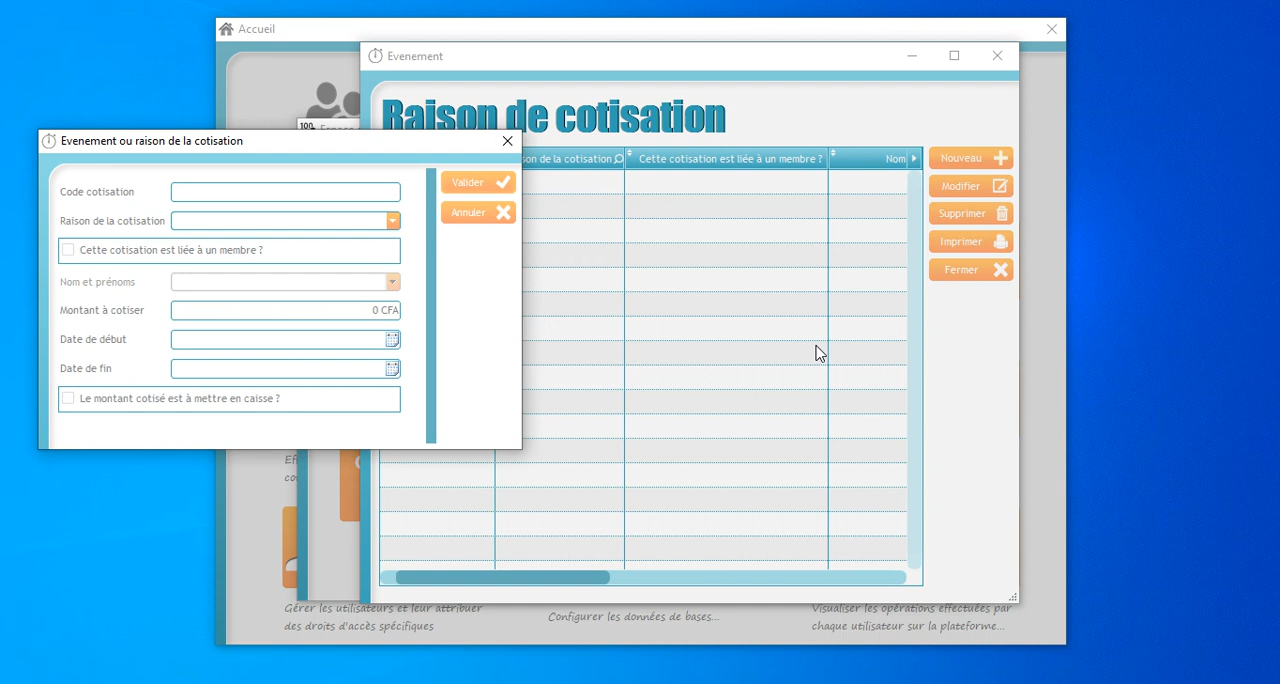 Accueil
Evenement
Raison de cotisation
Evenement ou raison de la cotisation
Code cotisation
Raison de la cotisation
Cette cotisation est liée à un membre ?
Nom et prénoms
Montant à cotiser
0 CFA
Date de début
Date de fin
Le montant cotisé est à mettre en caisse ?
Valider
Annuler
son de la cotisation
Cette cotisation est liée à un membre ?
Nom
Nouveau
Modifier
Supprimer
Imprimer
Fermer
Gérer les utilisateurs et leur attribuer
des droits d'accès spécifiques
Configurer les données de bases...
Visualiser les opérations effectuées par
chaque utilisateur sur la plateforme...